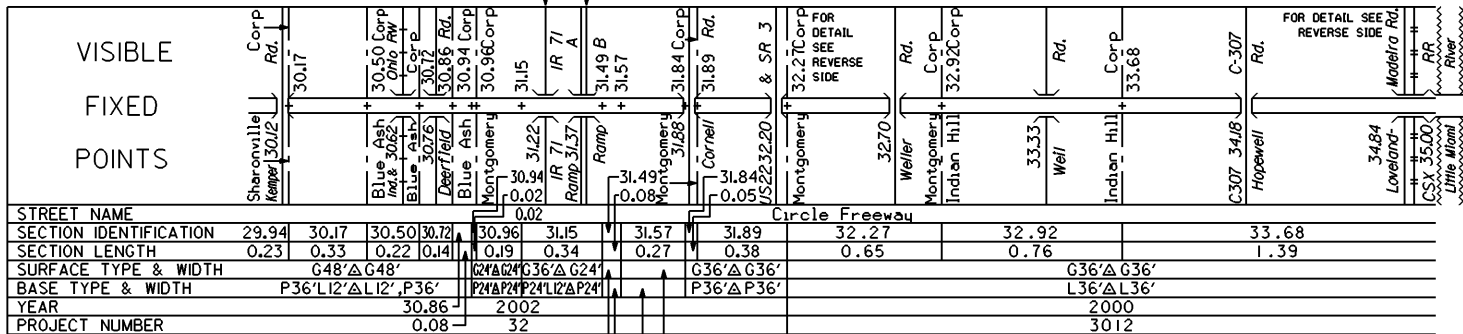 VISIBLE
FIXED
POINTS
Corp
Rd.
30.17
30.50 Corp
Ohio RW
Corp
30.72
30.86 Rd.
30.94 Corp
30.96 Corp
31.15
IR 71
A
31.49 B
31.57
31.84 Corp
31.89 Rd.
& SR 3
32.27 Corp
FOR
DETAIL
SEE
REVERSE
SIDE
Rd.
32.92 Corp
Rd.
Corp
33.68
C-307
Rd.
FOR DETAIL SEE
REVERSE SIDE
Madeira Rd.
RR
River
Sharonville
Kemper 30.12
Blue Ash
Ind.& 30.62
Blue Ash
30.76
Deerfield
Blue Ash
Montgomery
31.22
IR 71
Ramp 31.37
Ramp
Montgomery
31.88
Cornell
US22 32.20
Montgomery
32.70
Weller
Montgomery
Indian Hill
33.33
Weil
Indian Hill
C307 34.18
Hopewell
34.84
Loveland-
CSX 35.00
Little Miami
30.94
0.02
31.49
0.08
31.84
0.05
STREET NAME 0.02 Circle Freeway
SECTION IDENTIFICATION 29.94 30.17 30.50 30.72 30.96 31.15 31.57 31.89 32.27 32.92 33.68
SECTION LENGTH 0.23 0.33 0.22 0.14 0.19 0.34 0.27 0.38 0.65 0.76 1.39
SURFACE TYPE & WIDTH G48'△G48' G24'△G24' G36'△G24' G36'△G36' G36'△G36'
BASE TYPE & WIDTH P36'L12'△L12',P36' P24'△P24' P24'L12'△P24' P36'△P36' L36'△L36'
YEAR 30.86 2002 2000
PROJECT NUMBER 0.08 32 3012